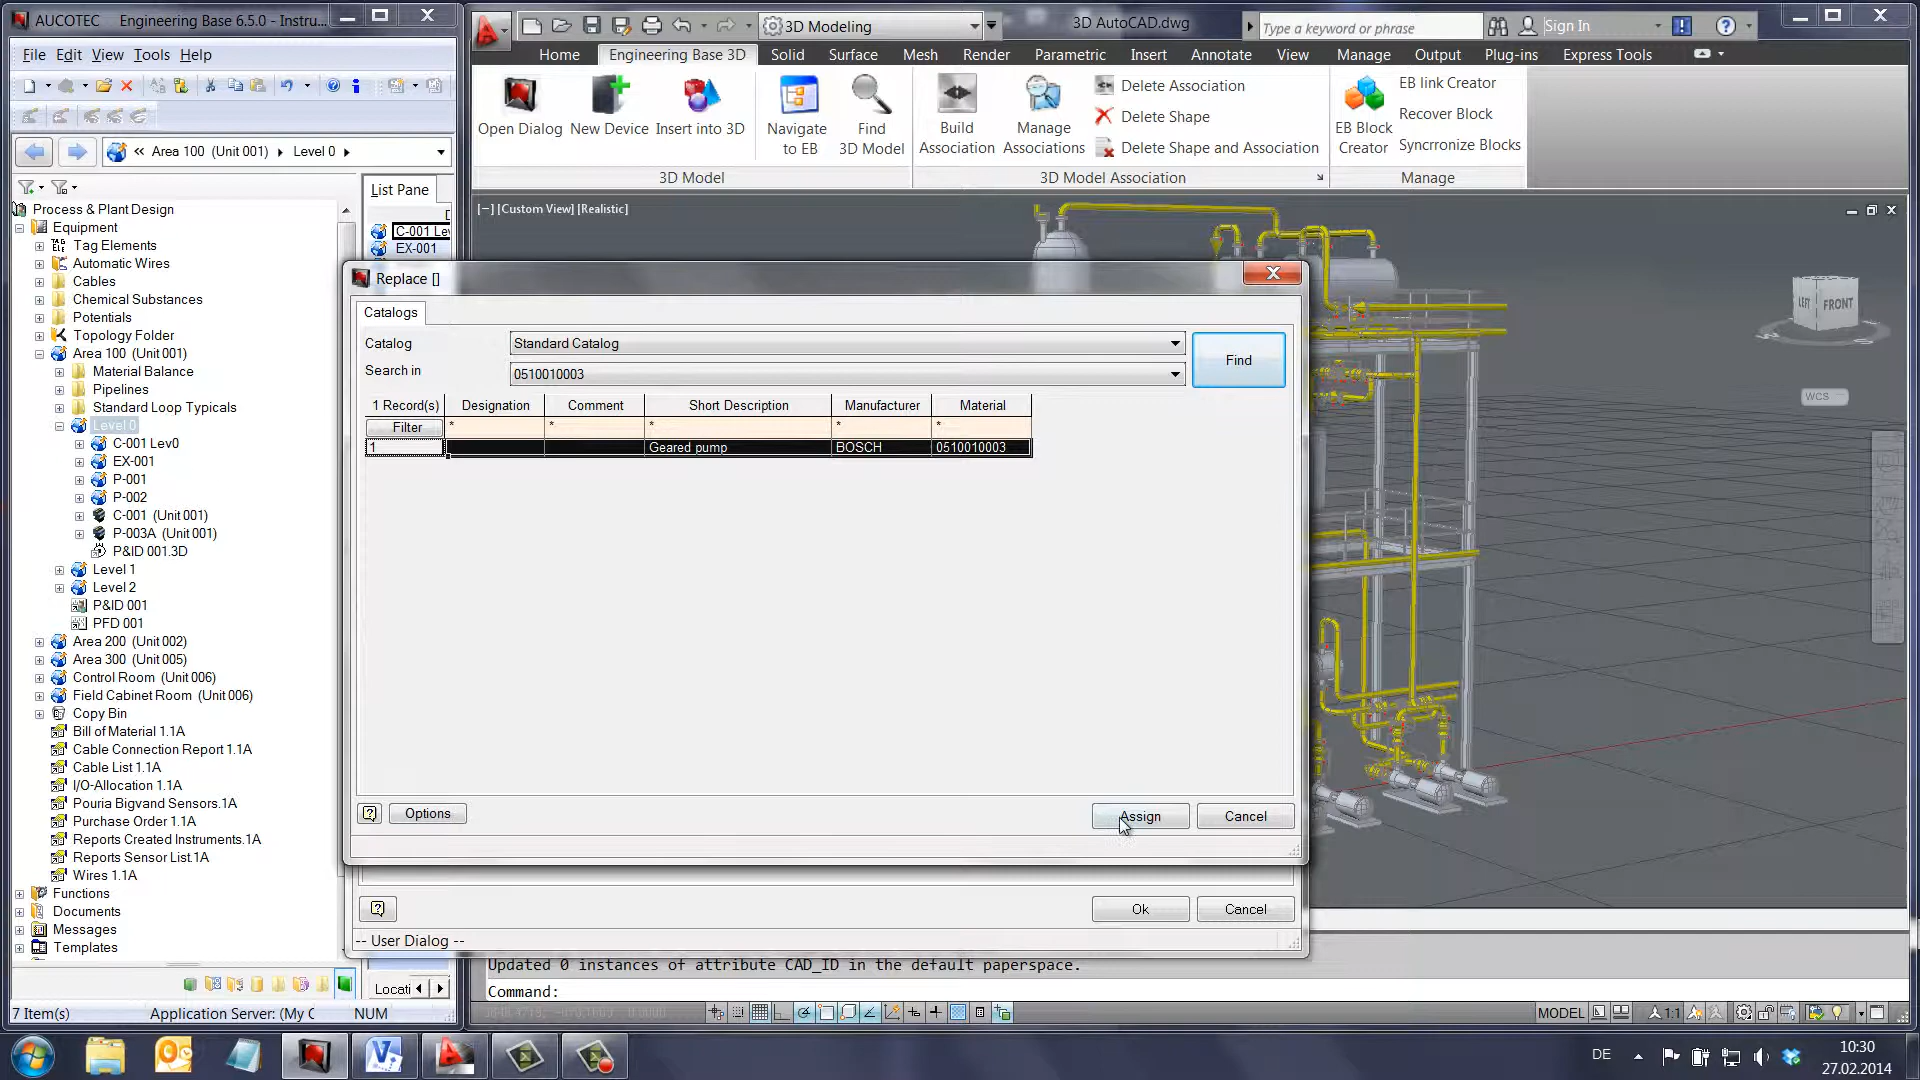 AUCOTEC Engineering Base 6.5.0 - Instru...
File Edit View Tools Help
« Area 100 (Unit 001) Level 0
List Pane
Process & Plant Design
Equipment
Tag Elements
Automatic Wires
Cables
Chemical Substances
Potentials
Topology Folder
Area 100 (Unit 001)
Material Balance
Pipelines
Standard Loop Typicals
Level 0
C-001 Lev0
EX-001
P-001
P-002
C-001 (Unit 001)
P-003A (Unit 001)
P&ID 001.3D
Level 1
Level 2
P&ID 001
PFD 001
Area 200 (Unit 002)
Area 300 (Unit 005)
Control Room (Unit 006)
Field Cabinet Room (Unit 006)
Copy Bin
Bill of Material 1.1A
Cable Connection Report 1.1A
Cable List 1.1A
I/O-Allocation 1.1A
Pouria Bigvand Sensors.1A
Purchase Order 1.1A
Reports Created Instruments.1A
Reports Sensor List.1A
Wires 1.1A
Functions
Documents
Messages
Templates
C-001 Lev
EX-001
Locati
7 Item(s) Application Server: (My C NUM
3D Modeling
3D AutoCAD.dwg
Type a keyword or phrase
Sign In
Home Engineering Base 3D Solid Surface Mesh Render Parametric Insert Annotate View Manage Output Plug-ins Express Tools
Open Dialog
New Device
Insert into 3D
Navigate to EB
Find 3D Model
3D Model
Build Association
Manage Associations
Delete Association
Delete Shape
Delete Shape and Association
3D Model Association
EB Block Creator
EB link Creator
Recover Block
Syncrronize Blocks
Manage
[−] [Custom View] [Realistic]
LEFT FRONT
WCS
Replace []
Catalogs
Catalog Standard Catalog
Search in 0510010003
Find
1 Record(s) Designation Comment Short Description Manufacturer Material
Filter * * * * *
1 Geared pump BOSCH 0510010003
Options
Assign Cancel
Ok Cancel
-- User Dialog --
Updated 0 instances of attribute CAD_ID in the default paperspace.
Command:
MODEL
1:1
DE
10:30
27.02.2014